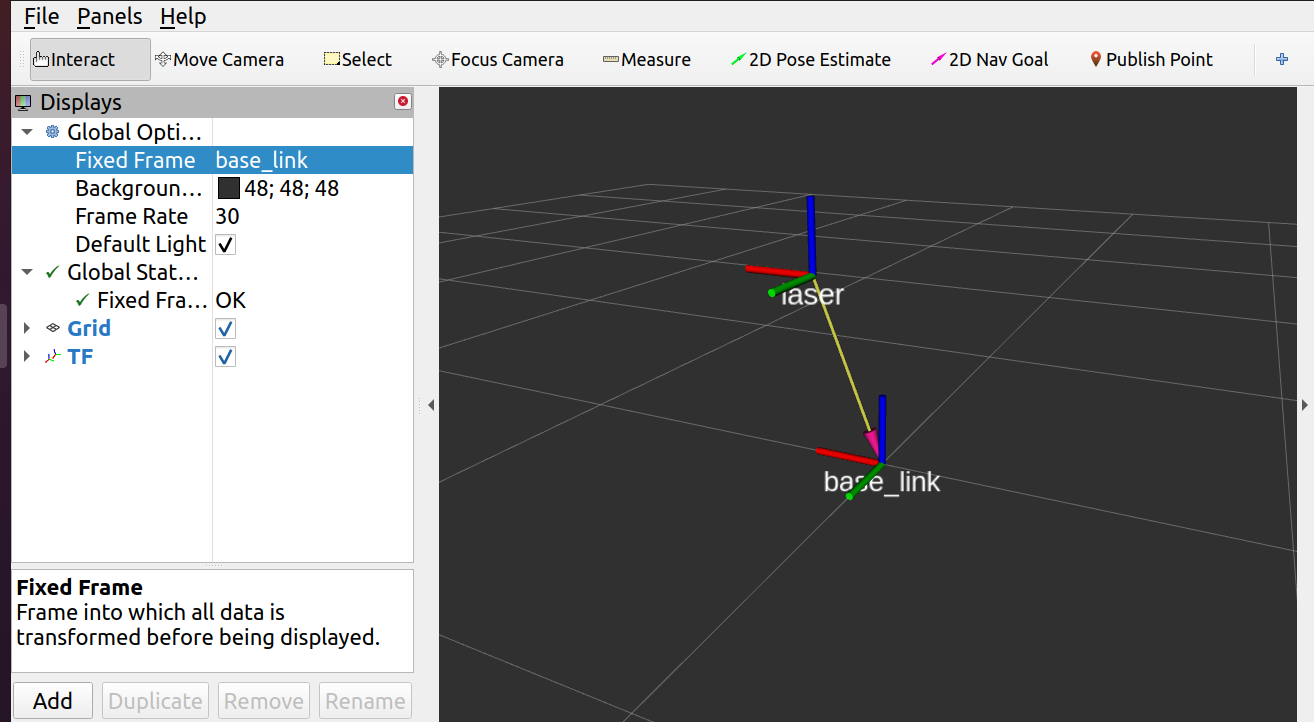 File Panels Help
Interact Move Camera Select Focus Camera Measure 2D Pose Estimate 2D Nav Goal Publish Point
Displays
Global Opti...
Fixed Frame base_link
Backgroun... 48; 48; 48
Frame Rate 30
Default Light
Global Stat...
Fixed Fra... OK
Grid
TF
laser
base_link
Fixed Frame
Frame into which all data is
transformed before being displayed.
Add Duplicate Remove Rename